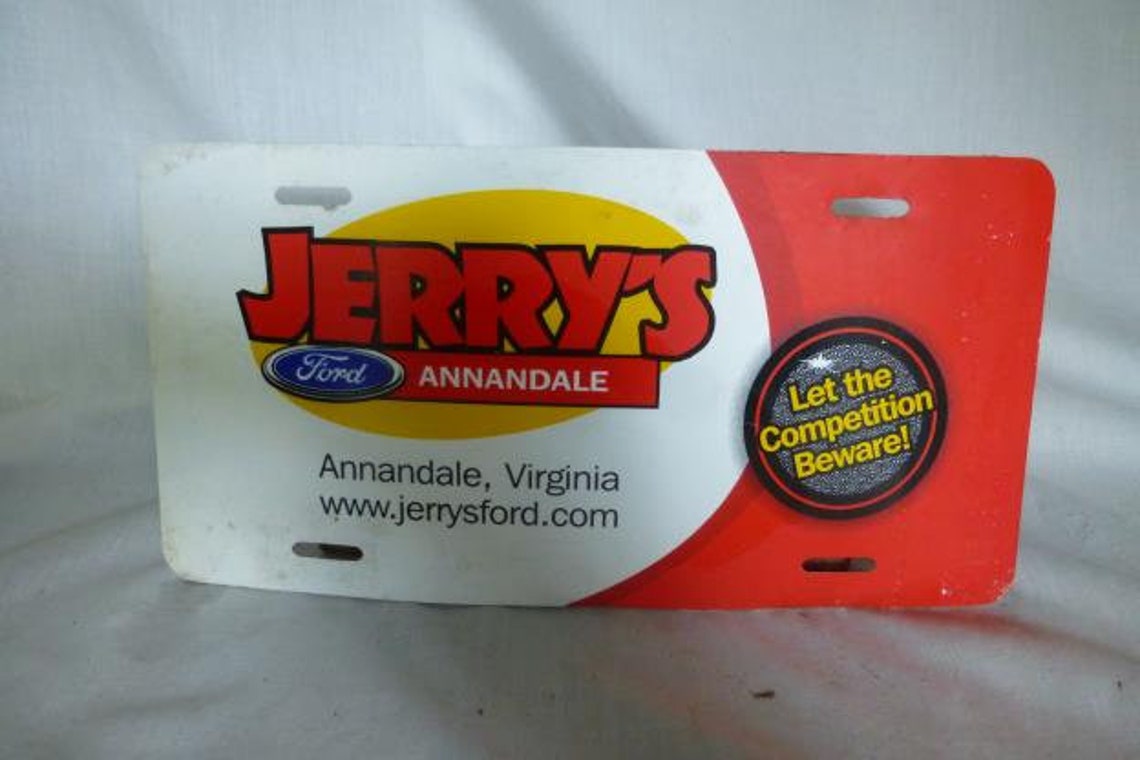 JERRY'S
Ford ANNANDALE
Annandale, Virginia
www.jerrysford.com
Let the
Competition
Beware!